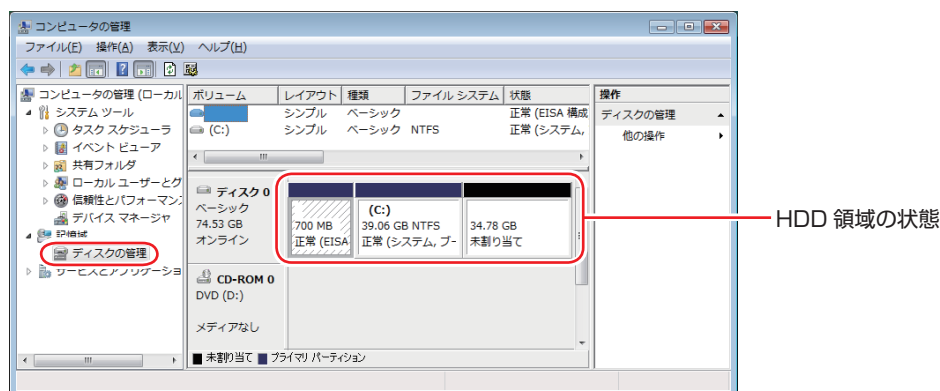 コンピュータの管理
ファイル(F) 操作(A) 表示(V) ヘルプ(H)
コンピュータの管理 (ローカル
システム ツール
タスク スケジューラ
イベント ビューア
共有フォルダ
ローカル ユーザーとグ
信頼性とパフォーマン
デバイス マネージャ
記憶域
ディスクの管理
サービスとアプリケーショ
ボリューム レイアウト 種類 ファイル システム 状態
シンプル ベーシック 正常 (EISA 構成
(C:) シンプル ベーシック NTFS 正常 (システム,
ディスク 0
ベーシック
74.53 GB
オンライン
700 MB
正常 (EISA
(C:)
39.06 GB NTFS
正常 (システム, ブー
34.78 GB
未割り当て
CD-ROM 0
DVD (D:)
メディアなし
未割り当て プライマリ パーティション
操作
ディスクの管理
他の操作
HDD 領域の状態